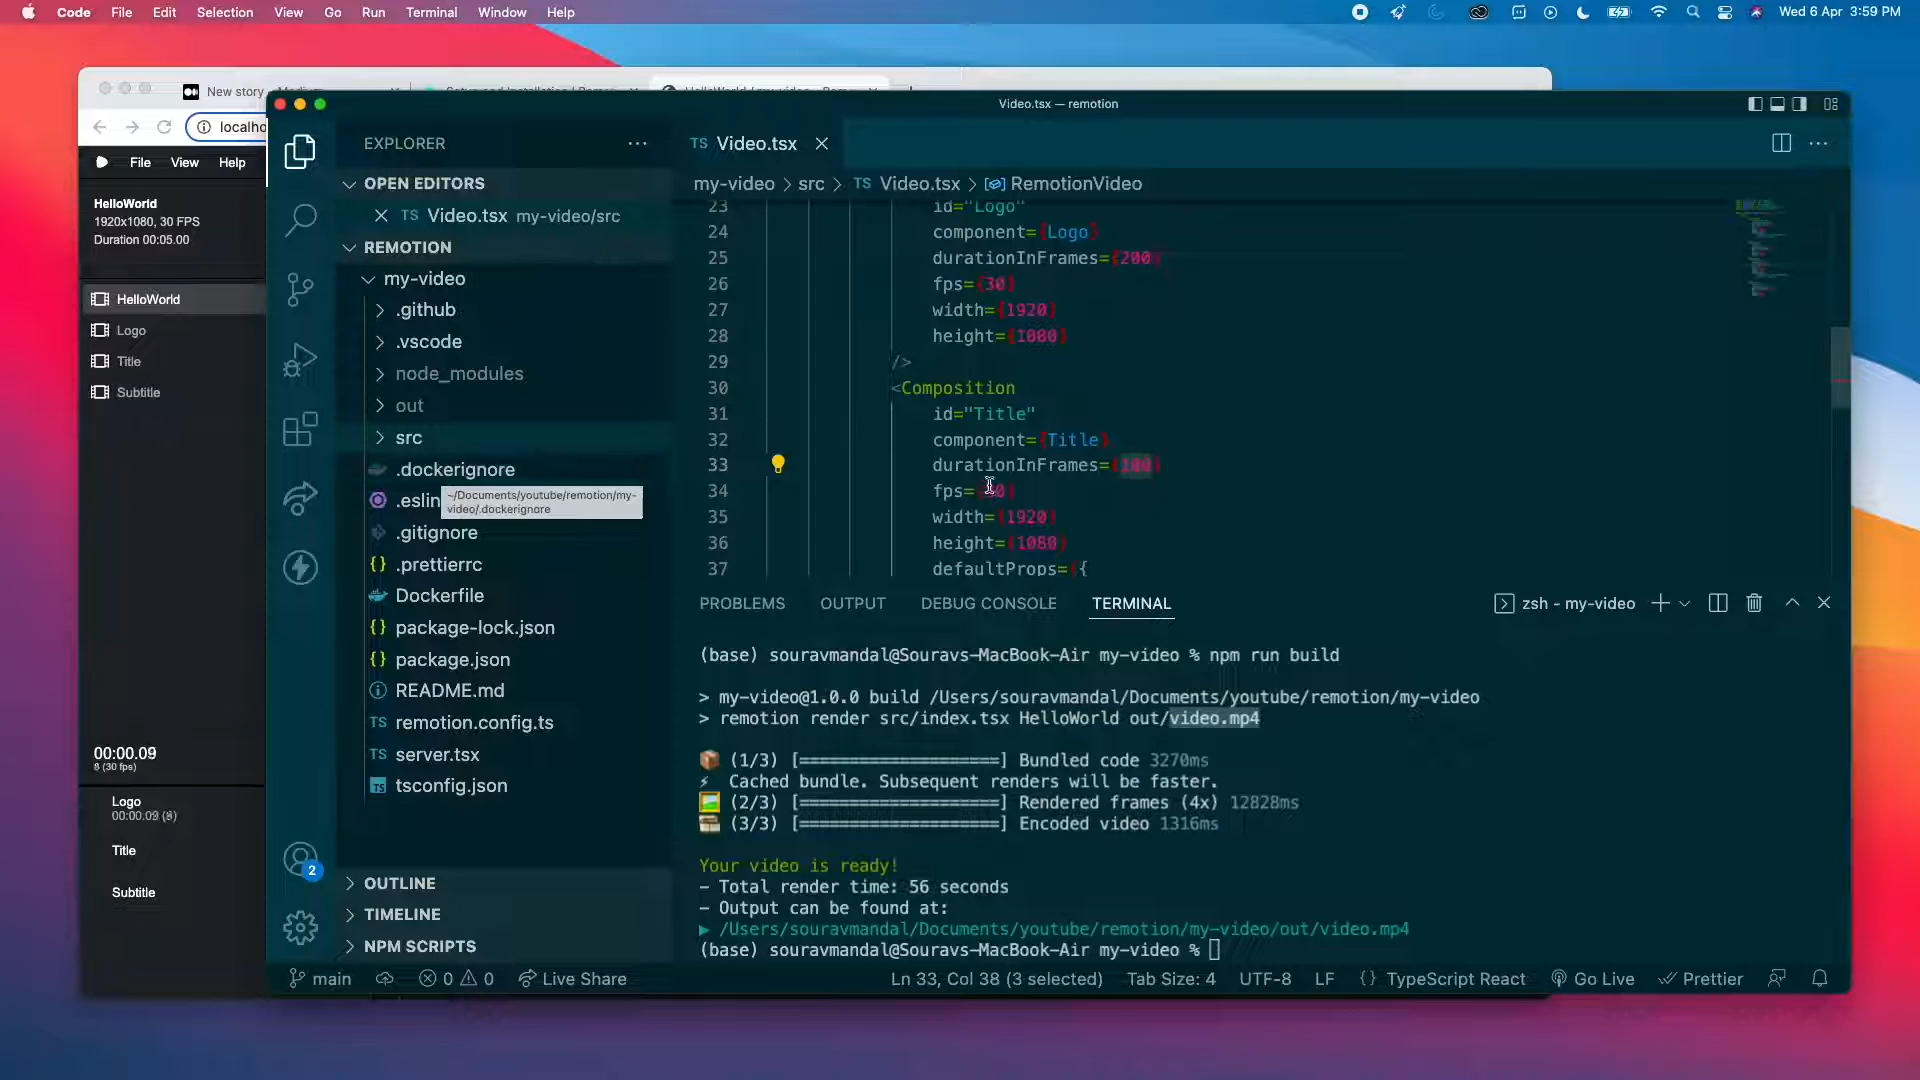 Code File Edit Selection View Go Run Terminal Window Help
Wed 6 Apr 3:59 PM
New story
Video.tsx — remotion
localho
File View Help
HelloWorld
1920x1080, 30 FPS
Duration 00:05.00
HelloWorld
Logo
Title
Subtitle
00:00.09
8 (30 fps)
Logo
00:00.09 (8)
Title
Subtitle
EXPLORER
OPEN EDITORS
TS Video.tsx my-video/src
REMOTION
my-video
.github
.vscode
node_modules
out
src
.dockerignore
.eslin
~/Documents/youtube/remotion/my-
video/.dockerignore
.gitignore
{} .prettierrc
Dockerfile
{} package-lock.json
{} package.json
README.md
TS remotion.config.ts
TS server.tsx
TS tsconfig.json
2
OUTLINE
TIMELINE
NPM SCRIPTS
TS Video.tsx
my-video > src > TS Video.tsx > RemotionVideo
23 id="Logo"
24 component={Logo}
25 durationInFrames={200}
26 fps={30}
27 width={1920}
28 height={1080}
29 />
30 <Composition
31 id="Title"
32 component={Title}
33 durationInFrames={100}
34 fps={30}
35 width={1920}
36 height={1080}
37 defaultProps={{
PROBLEMS OUTPUT DEBUG CONSOLE TERMINAL
zsh - my-video
(base) souravmandal@Souravs-MacBook-Air my-video % npm run build
> my-video@1.0.0 build /Users/souravmandal/Documents/youtube/remotion/my-video
> remotion render src/index.tsx HelloWorld out/video.mp4
(1/3) [====================] Bundled code 3270ms
Cached bundle. Subsequent renders will be faster.
(2/3) [====================] Rendered frames (4x) 12828ms
(3/3) [====================] Encoded video 1316ms
Your video is ready!
- Total render time: 56 seconds
- Output can be found at:
▶ /Users/souravmandal/Documents/youtube/remotion/my-video/out/video.mp4
(base) souravmandal@Souravs-MacBook-Air my-video %
main 0 0 Live Share
Ln 33, Col 38 (3 selected) Tab Size: 4 UTF-8 LF {} TypeScript React Go Live Prettier